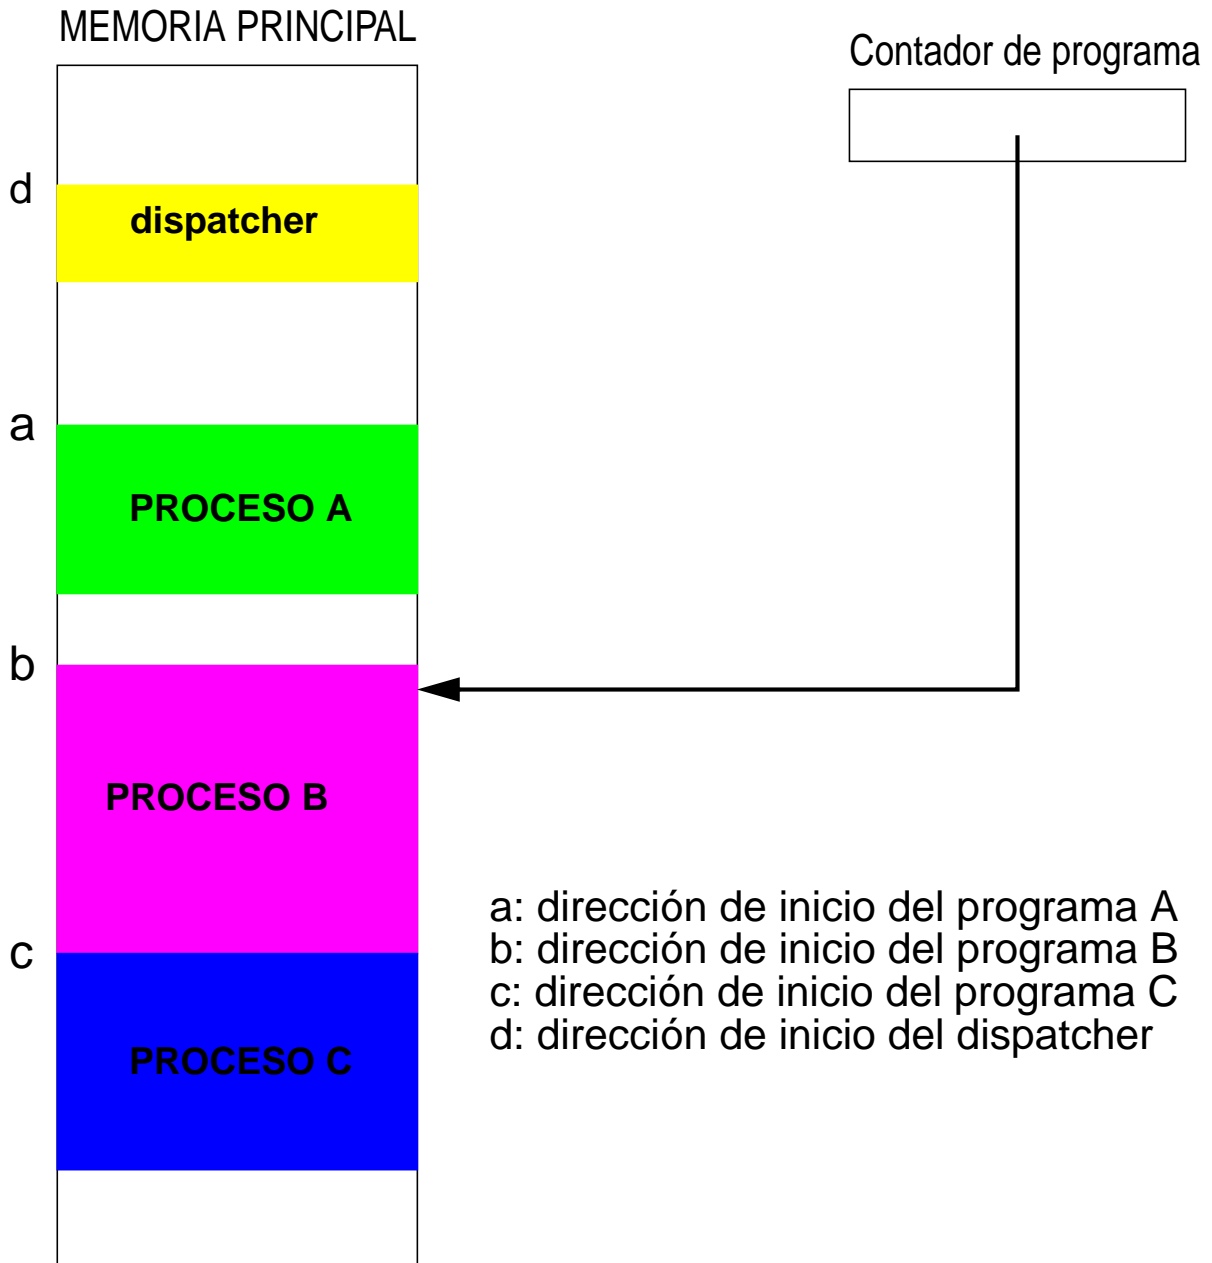 MEMORIA PRINCIPAL
Contador de programa
d
dispatcher
a
PROCESO A
b
PROCESO B
a: dirección de inicio del programa A
b: dirección de inicio del programa B
c
c: dirección de inicio del programa C
d: dirección de inicio del dispatcher
PROCESO C